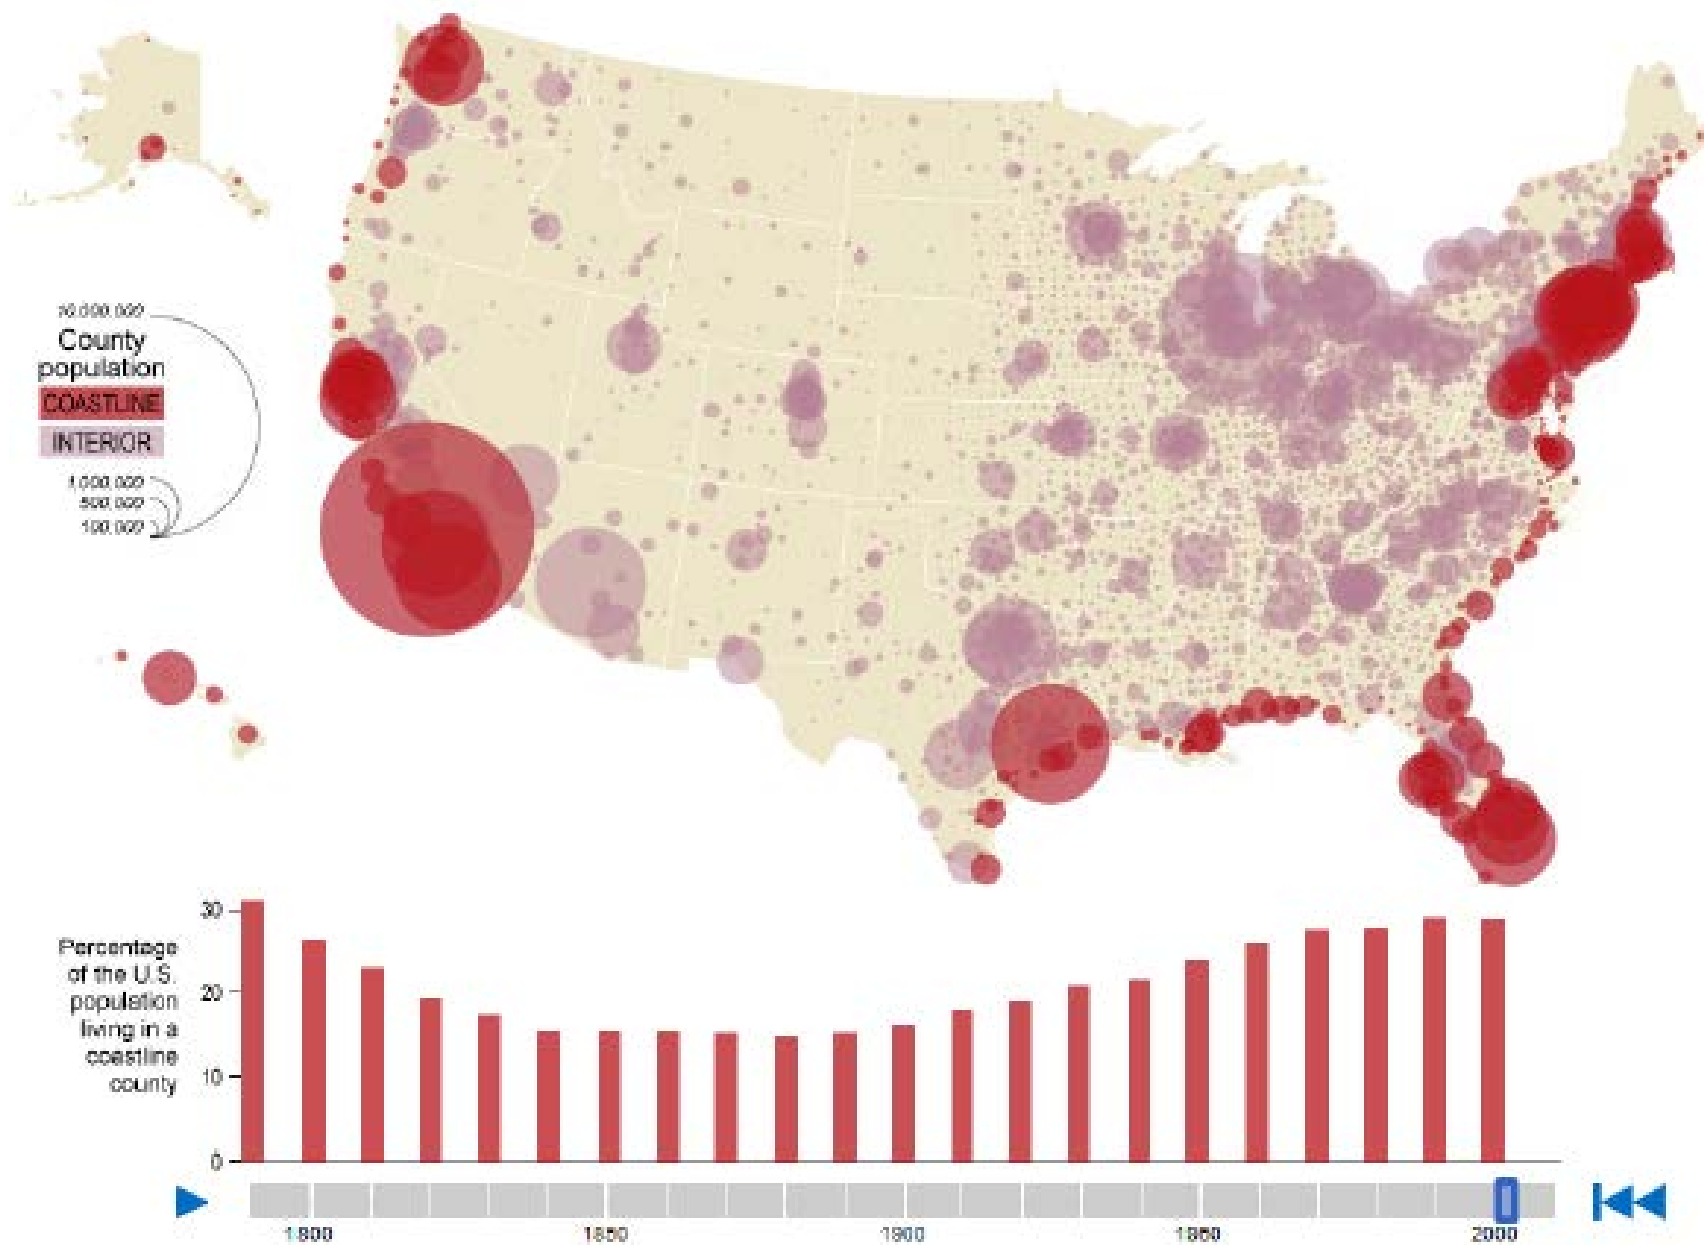 10,000,000
County
population
COASTLINE
INTERIOR
1,000,000
500,000
100,000
30
Percentage
of the U.S.
population
living in a
coastline
county
20
10
0
1800
1850
1900
1950
2000